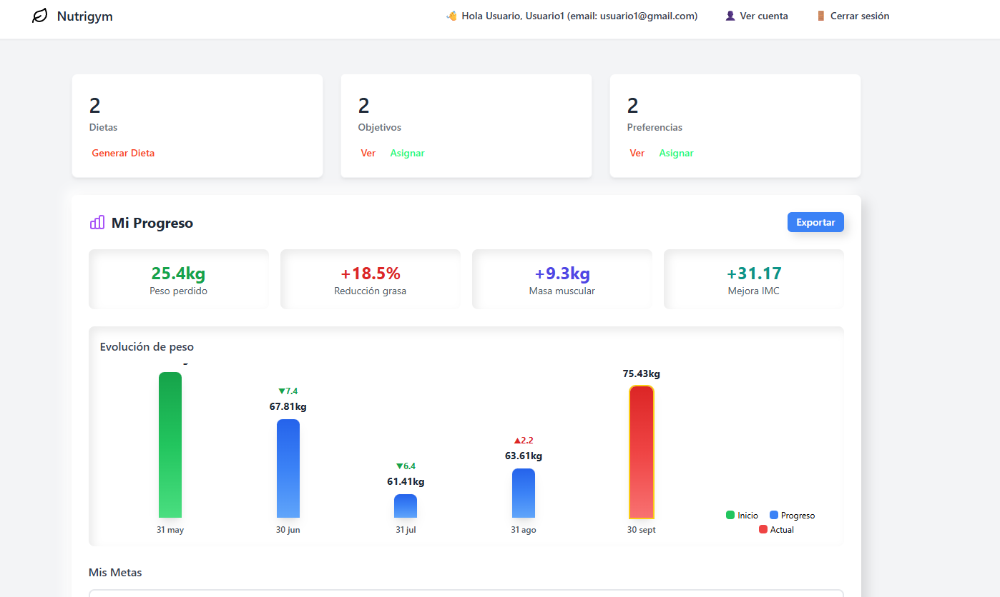 Nutrigym
👋 Hola Usuario, Usuario1 (email: usuario1@gmail.com)
👤 Ver cuenta
🚪 Cerrar sesión
2
Dietas
Generar Dieta
2
Objetivos
Ver Asignar
2
Preferencias
Ver Asignar
Mi Progreso
Exportar
25.4kg
Peso perdido
+18.5%
Reducción grasa
+9.3kg
Masa muscular
+31.17
Mejora IMC
Evolución de peso
▼7.4
67.81kg
▼6.4
61.41kg
▲2.2
63.61kg
75.43kg
31 may
30 jun
31 jul
31 ago
30 sept
Inicio
Progreso
Actual
Mis Metas